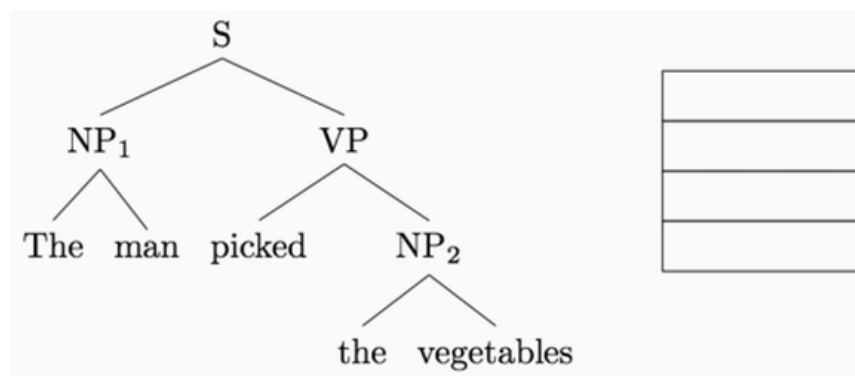 S
NP₁ VP
The man picked NP₂
the vegetables